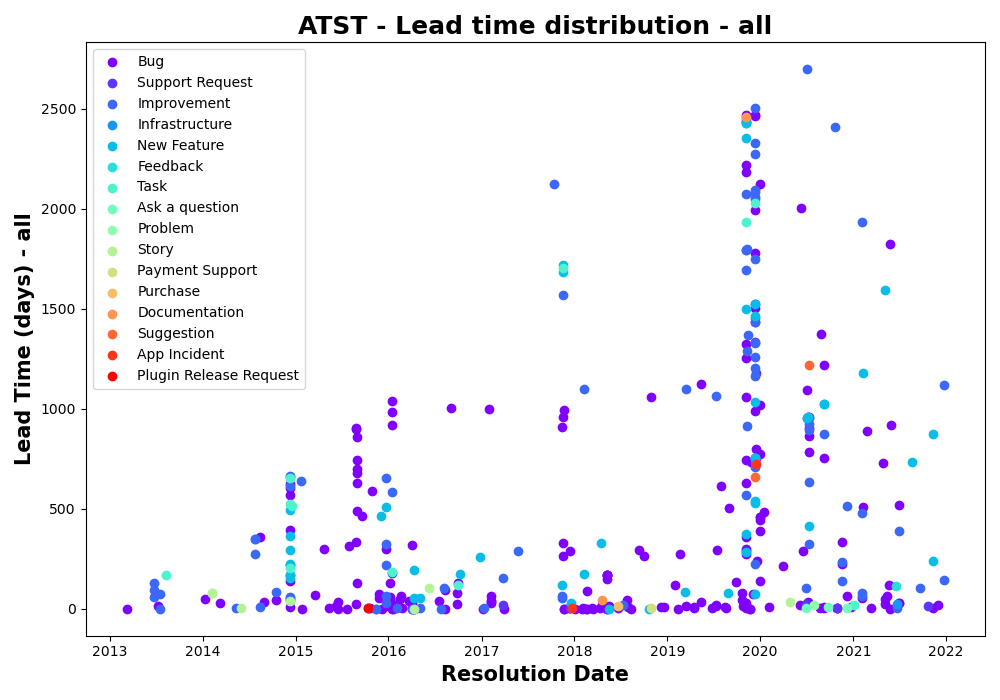 ATST - Lead time distribution - all
Bug
Support Request
Improvement
Infrastructure
New Feature
Feedback
Task
Ask a question
Problem
Story
Payment Support
Purchase
Documentation
Suggestion
App Incident
Plugin Release Request
Lead Time (days) - all
2500
2000
1500
1000
500
0
2013 2014 2015 2016 2017 2018 2019 2020 2021 2022
Resolution Date